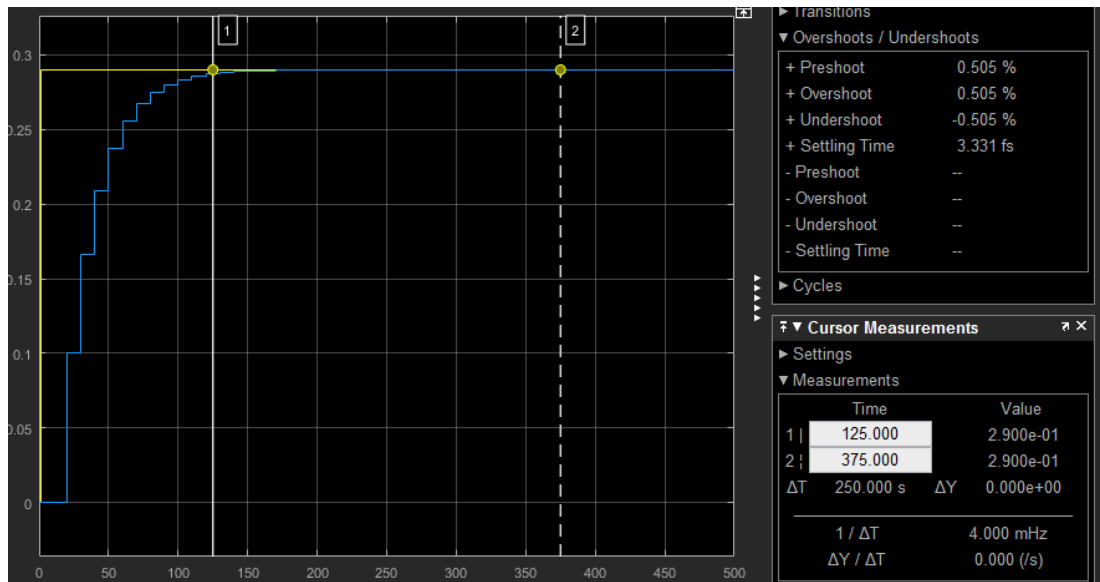 Transitions
Overshoots / Undershoots
+ Preshoot 0.505 %
+ Overshoot 0.505 %
+ Undershoot -0.505 %
+ Settling Time 3.331 fs
- Preshoot --
- Overshoot --
- Undershoot --
- Settling Time --
Cycles
Cursor Measurements
Settings
Measurements
Time Value
1 | 125.000 2.900e-01
2 ¦ 375.000 2.900e-01
ΔT 250.000 s ΔY 0.000e+00
1 / ΔT 4.000 mHz
ΔY / ΔT 0.000 (/s)
1
2
0.3
0.25
0.2
0.15
0.1
0.05
0
0 50 100 150 200 250 300 350 400 450 500